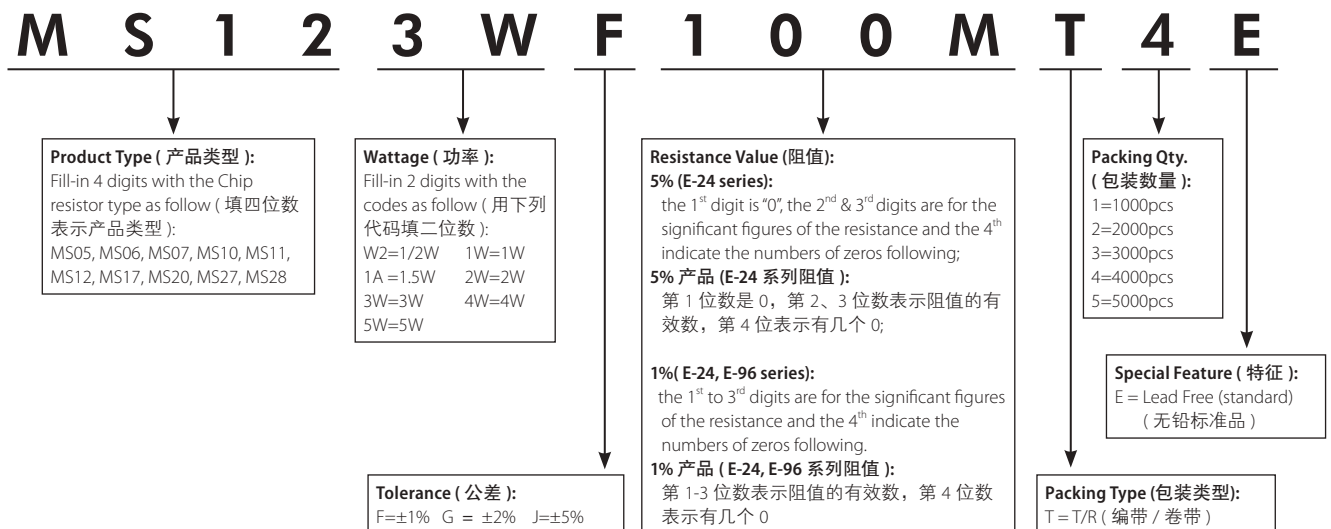 M S 1 2 3 W F 1 0 0 M T 4 E
Product Type ( 产品类型 ):
Fill-in 4 digits with the Chip
resistor type as follow ( 填四位数
表示产品类型 ):
MS05, MS06, MS07, MS10, MS11,
MS12, MS17, MS20, MS27, MS28
Wattage ( 功率 ):
Fill-in 2 digits with the
codes as follow ( 用下列
代码填二位数 ):
W2=1/2W 1W=1W
1A =1.5W 2W=2W
3W=3W 4W=4W
5W=5W
Tolerance ( 公差 ):
F=±1% G = ±2% J=±5%
Resistance Value (阻值):
5% (E-24 series):
the 1st digit is "0", the 2nd & 3rd digits are for the
significant figures of the resistance and the 4th
indicate the numbers of zeros following;
5% 产品 (E-24 系列阻值 ):
第 1 位数是 0，第 2、3 位数表示阻值的有
效数，第 4 位表示有几个 0;
1%( E-24, E-96 series):
the 1st to 3rd digits are for the significant figures
of the resistance and the 4th indicate the
numbers of zeros following.
1% 产品 ( E-24, E-96 系列阻值 ):
第 1-3 位数表示阻值的有效数，第 4 位数
表示有几个 0
Packing Qty.
( 包装数量 ):
1=1000pcs
2=2000pcs
3=3000pcs
4=4000pcs
5=5000pcs
Special Feature ( 特征 ):
E = Lead Free (standard)
( 无铅标准品 )
Packing Type (包装类型):
T = T/R ( 编带 / 卷带 )